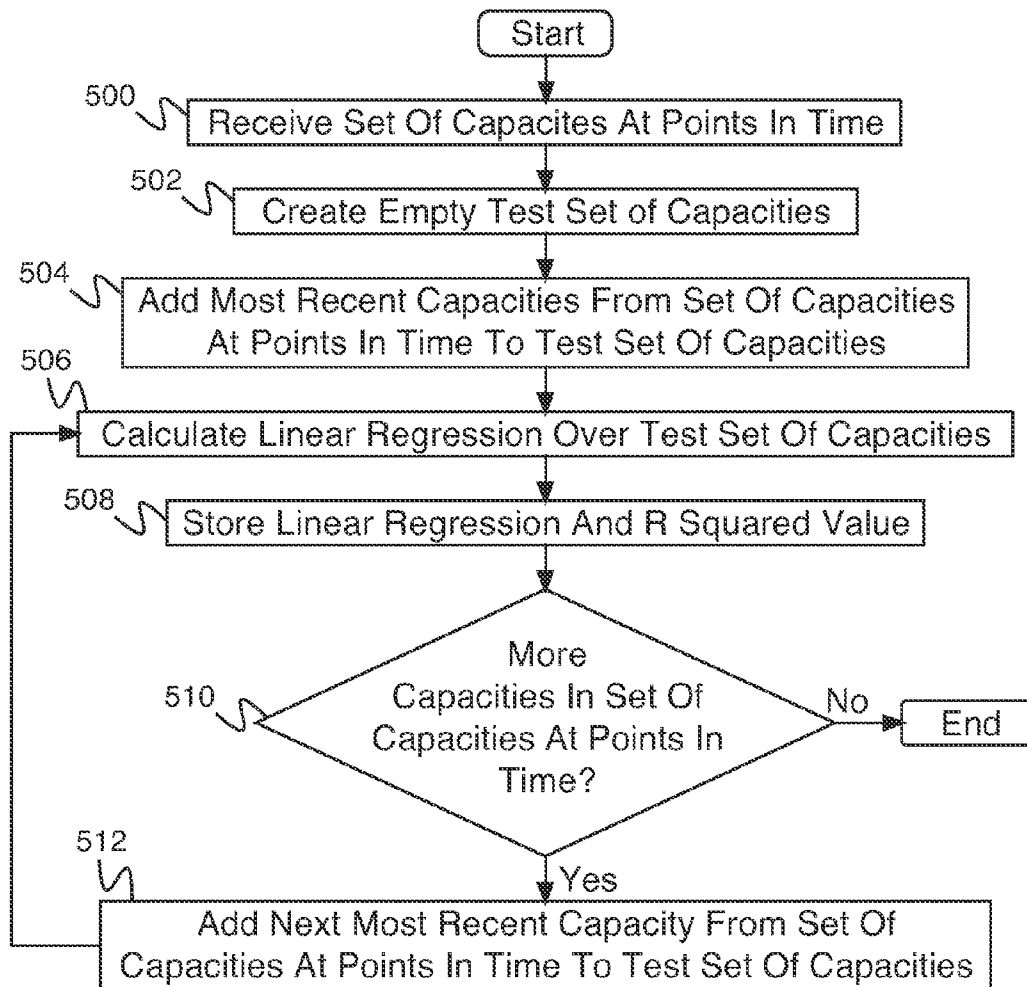 Start
500
Receive Set Of Capacites At Points In Time
502
Create Empty Test Set of Capacities
504
Add Most Recent Capacities From Set Of Capacities
At Points In Time To Test Set Of Capacities
506
Calculate Linear Regression Over Test Set Of Capacities
508
Store Linear Regression And R Squared Value
510
More
Capacities In Set Of
Capacities At Points In
Time?
No
End
Yes
512
Add Next Most Recent Capacity From Set Of
Capacities At Points In Time To Test Set Of Capacities